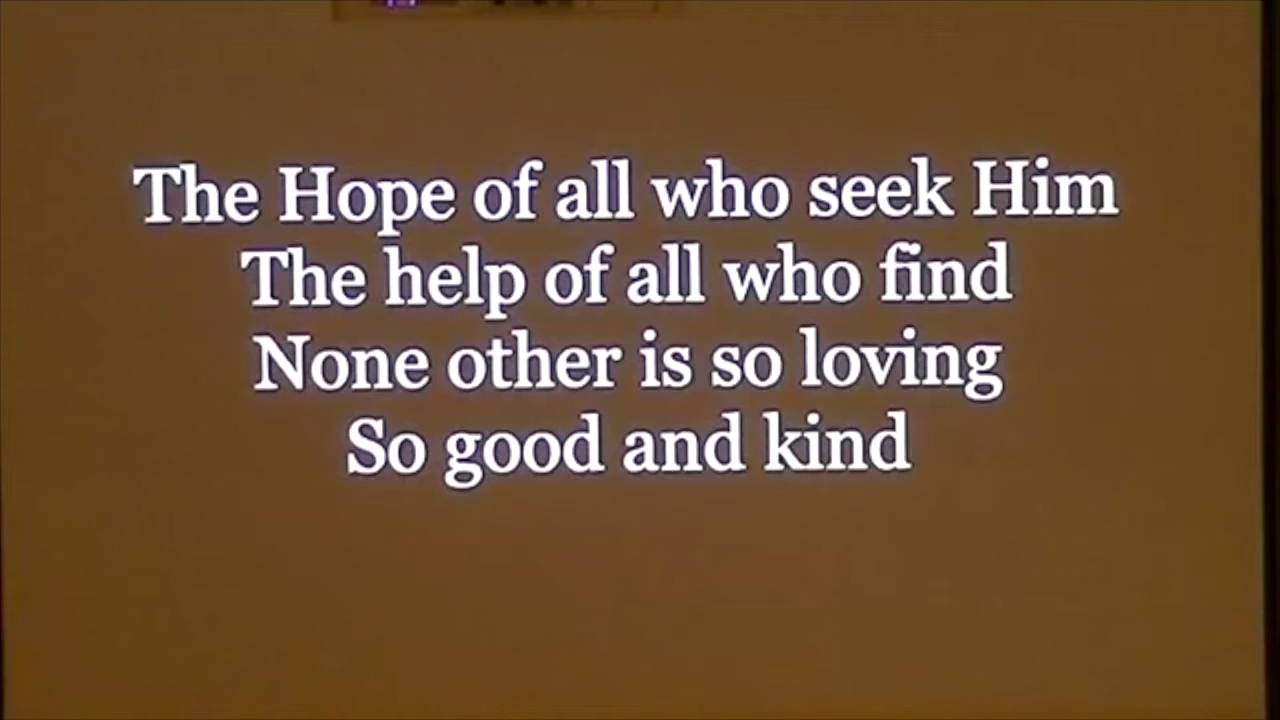 The Hope of all who seek Him
The help of all who find
None other is so loving
So good and kind